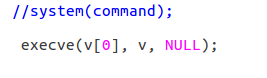 //system(command);
execve(v[0], v, NULL);